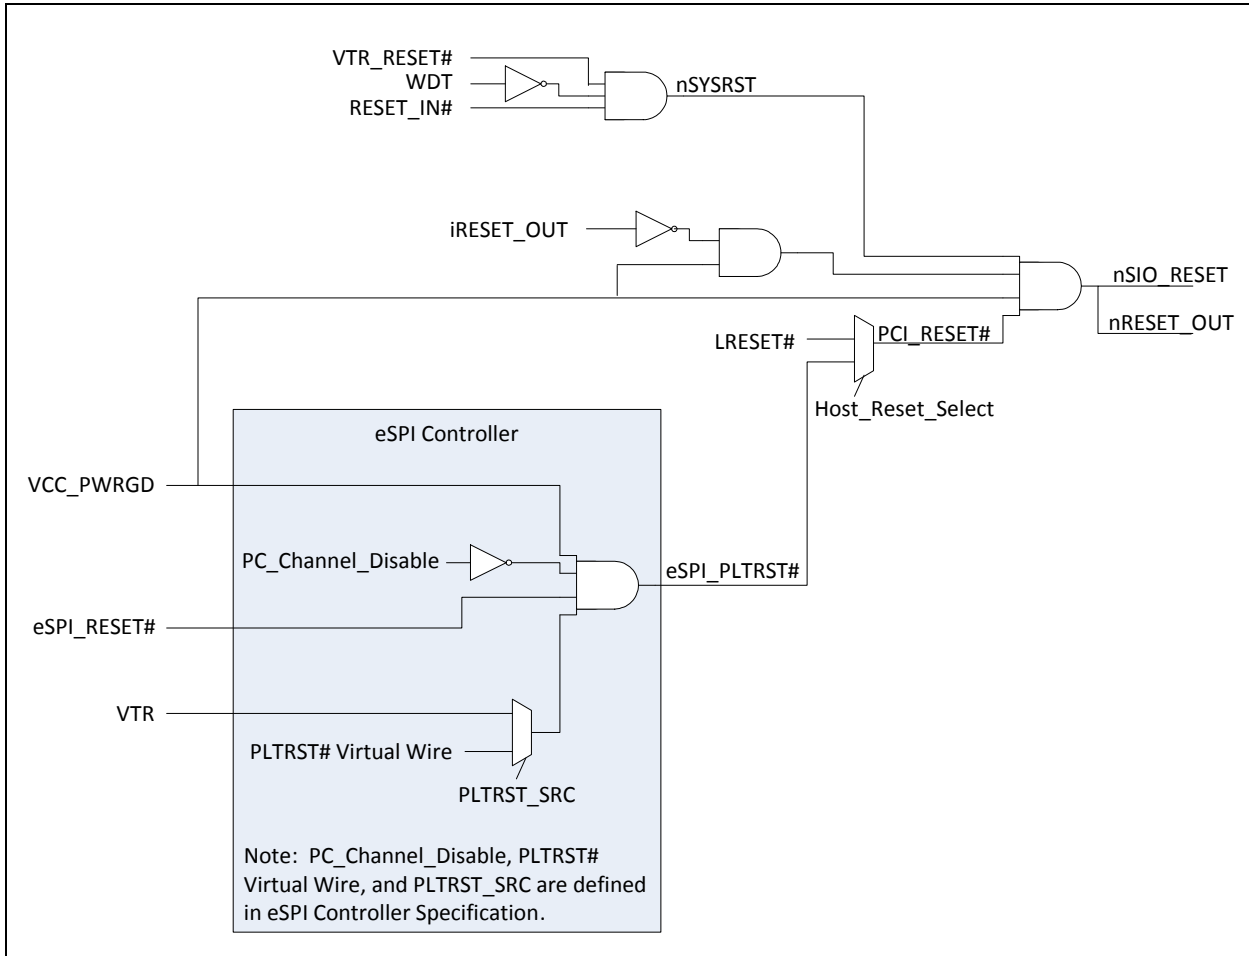 VTR_RESET#
WDT
nSYSRST
RESET_IN#
iRESET_OUT
nSIO_RESET
nRESET_OUT
LRESET#
PCI_RESET#
Host_Reset_Select
eSPI Controller
VCC_PWRGD
PC_Channel_Disable
eSPI_PLTRST#
eSPI_RESET#
VTR
PLTRST# Virtual Wire
PLTRST_SRC
Note:  PC_Channel_Disable, PLTRST#
Virtual Wire, and PLTRST_SRC are defined
in eSPI Controller Specification.